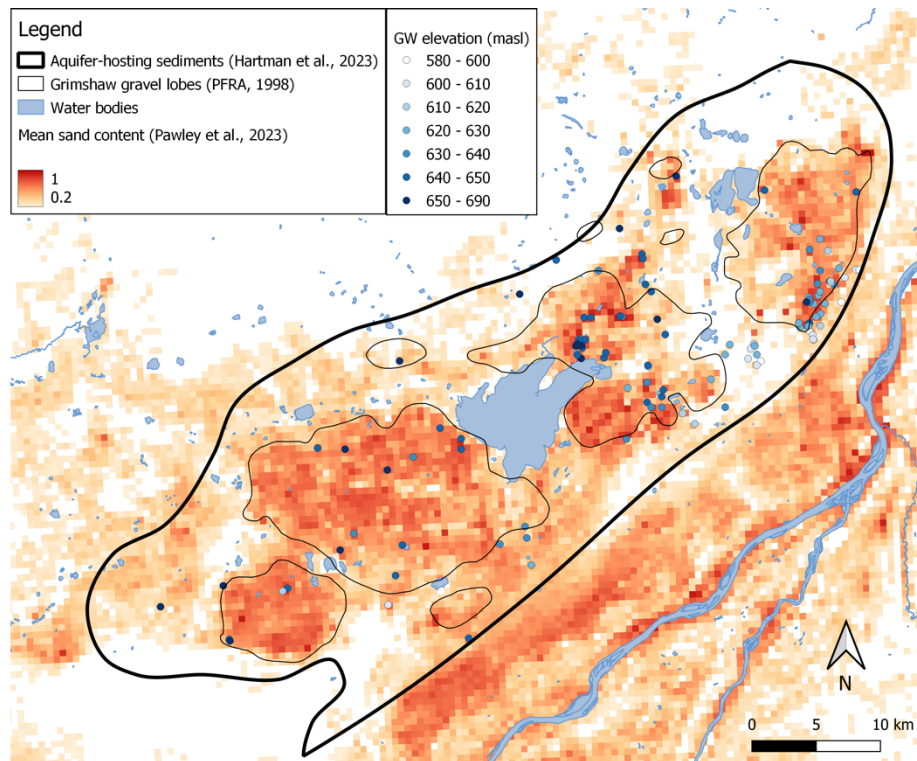 Legend
Aquifer-hosting sediments (Hartman et al., 2023)
Grimshaw gravel lobes (PFRA, 1998)
Water bodies
Mean sand content (Pawley et al., 2023)
1
0.2
GW elevation (masl)
580 - 600
600 - 610
610 - 620
620 - 630
630 - 640
640 - 650
650 - 690
N
0 5 10 km